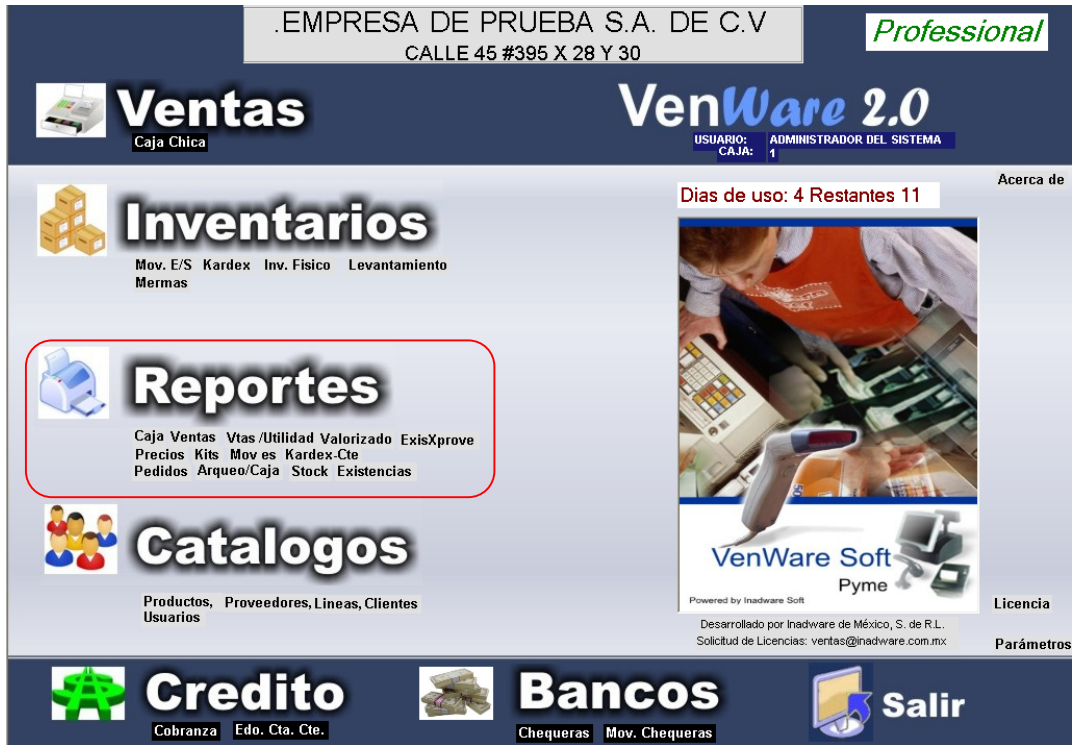 .EMPRESA DE PRUEBA S.A. DE C.V
CALLE 45 #395 X 28 Y 30
Professional
Ventas
Caja Chica
VenWare 2.0
USUARIO: ADMINISTRADOR DEL SISTEMA
CAJA: 1
Acerca de
Dias de uso: 4 Restantes 11
Inventarios
Mov. E/S Kardex Inv. Fisico Levantamiento
Mermas
Reportes
Caja Ventas Vtas /Utilidad Valorizado ExisXprove
Precios Kits Mov es Kardex-Cte
Pedidos Arqueo/Caja Stock Existencias
Catalogos
Productos, Proveedores, Lineas, Clientes
Usuarios
VenWare Soft
Pyme
Powered by Inadware Soft
Desarrollado por Inadware de México, S. de R.L.
Solicitud de Licencias: ventas@inadware.com.mx
Licencia
Parámetros
Credito
Cobranza Edo. Cta. Cte.
Bancos
Chequeras Mov. Chequeras
Salir